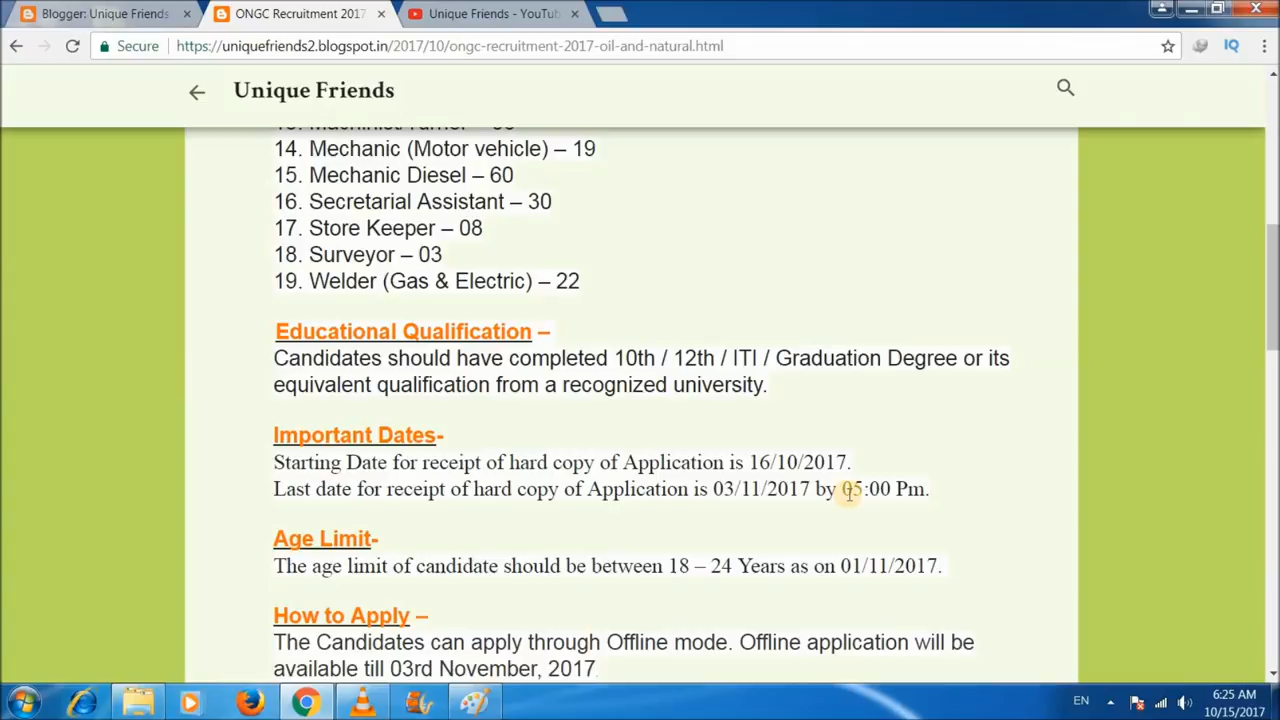 Blogger: Unique Friends
ONGC Recruitment 2017
Unique Friends - YouTub
Secure
https://uniquefriends2.blogspot.in/2017/10/ongc-recruitment-2017-oil-and-natural.html
IQ
Unique Friends
14. Mechanic (Motor vehicle) – 19
15. Mechanic Diesel – 60
16. Secretarial Assistant – 30
17. Store Keeper – 08
18. Surveyor – 03
19. Welder (Gas & Electric) – 22
Educational Qualification –
Candidates should have completed 10th / 12th / ITI / Graduation Degree or its
equivalent qualification from a recognized university.
Important Dates-
Starting Date for receipt of hard copy of Application is 16/10/2017.
Last date for receipt of hard copy of Application is 03/11/2017 by 05:00 Pm.
Age Limit-
The age limit of candidate should be between 18 – 24 Years as on 01/11/2017.
How to Apply –
The Candidates can apply through Offline mode. Offline application will be
available till 03rd November, 2017
EN
6:25 AM
10/15/2017